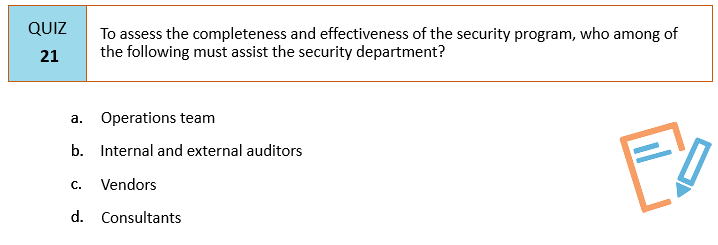 QUIZ
21
To assess the completeness and effectiveness of the security program, who among of
the following must assist the security department?
a. Operations team
b. Internal and external auditors
c. Vendors
d. Consultants